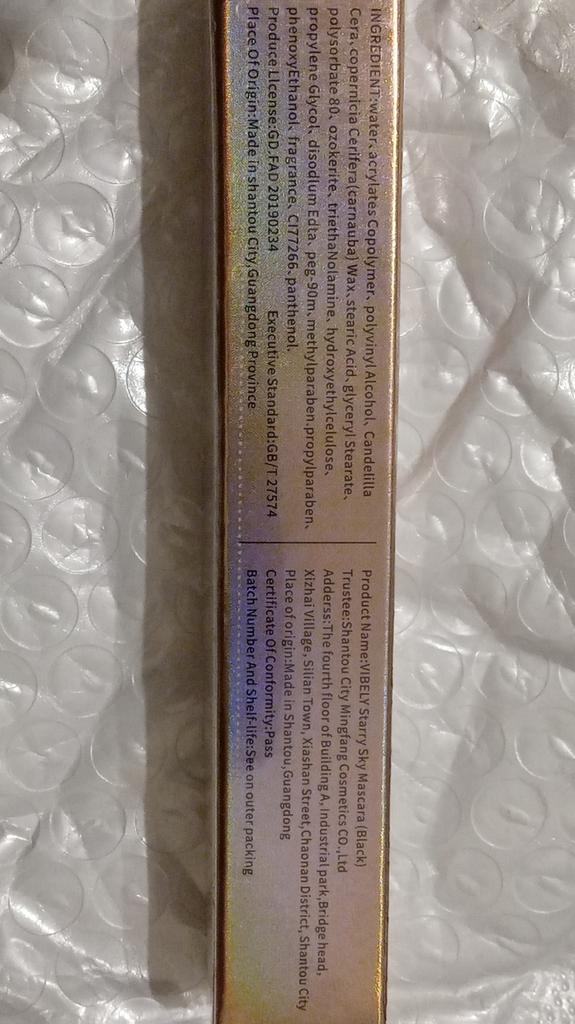 INGREDIENT:water、acrylates Copolymer、polyvinyl Alcohol、Candelilla
Cera、copernicia Cerifera(carnauba) Wax、stearic Acid、glyceryl Stearate、
polysorbate 80、ozokerite、triethaNolamine、hydroxyethylcelulose、
propylene Glycol、disodlum Edta、peg-90m、methylparaben、propylparaben、
phenoxyEthanol、fragrance、CI77266、panthenol.
Produce LIcense:GD.FAD 20190234 Executive Standard:GB/T 27574
Place Of Origin:Made in shantou City,Guangdong Province
Product Name:VIBELY Starry Sky Mascara (Black)
Trustee:Shantou City Mingfang Cosmetics CO.,Ltd
Adderss:The fourth floor of Building A, Industrial park,Bridge head,
Xizhai Village, Silian Town, Xiashan Street,Chaonan District, Shantou City
Place of origin:Made in Shantou,Guangdong
Certificate Of Conformity:Pass
Batch Number And Shelf-life:See on outer packing